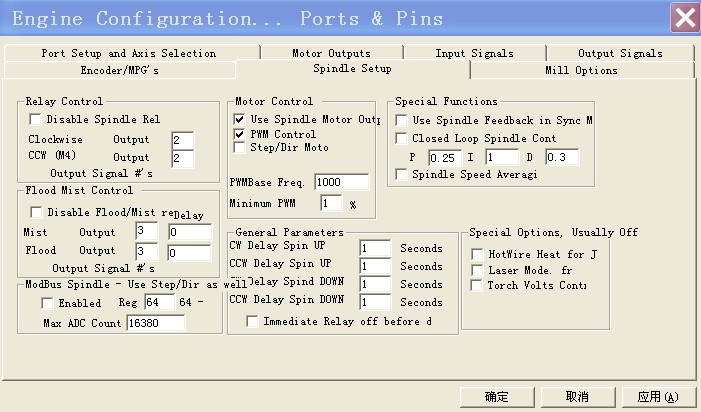 Engine Configuration... Ports & Pins
Port Setup and Axis Selection
Motor Outputs
Input Signals
Output Signals
Encoder/MPG's
Spindle Setup
Mill Options
Relay Control
Disable Spindle Rel
Clockwise Output 2
CCW (M4) Output 2
Output Signal #'s
Flood Mist Control
Disable Flood/Mist re
Delay
Mist Output 3 0
Flood Output 3 0
Output Signal #'s
ModBus Spindle - Use Step/Dir as well
Enabled Reg 64 64 -
Max ADC Count 16380
Motor Control
Use Spindle Motor Outp
PWM Control
Step/Dir Moto
PWMBase Freq. 1000
Minimum PWM 1 %
General Parameters
CW Delay Spin UP 1 Seconds
CCW Delay Spin UP 1 Seconds
CW Delay Spind DOWN 1 Seconds
CCW Delay Spin DOWN 1 Seconds
Immediate Relay off before d
Special Functions
Use Spindle Feedback in Sync M
Closed Loop Spindle Cont
P 0.25 I 1 D 0.3
Spindle Speed Averagi
Special Options, Usually Off
HotWire Heat for J
Laser Mode. fr
Torch Volts Cont
确定
取消
应用(A)